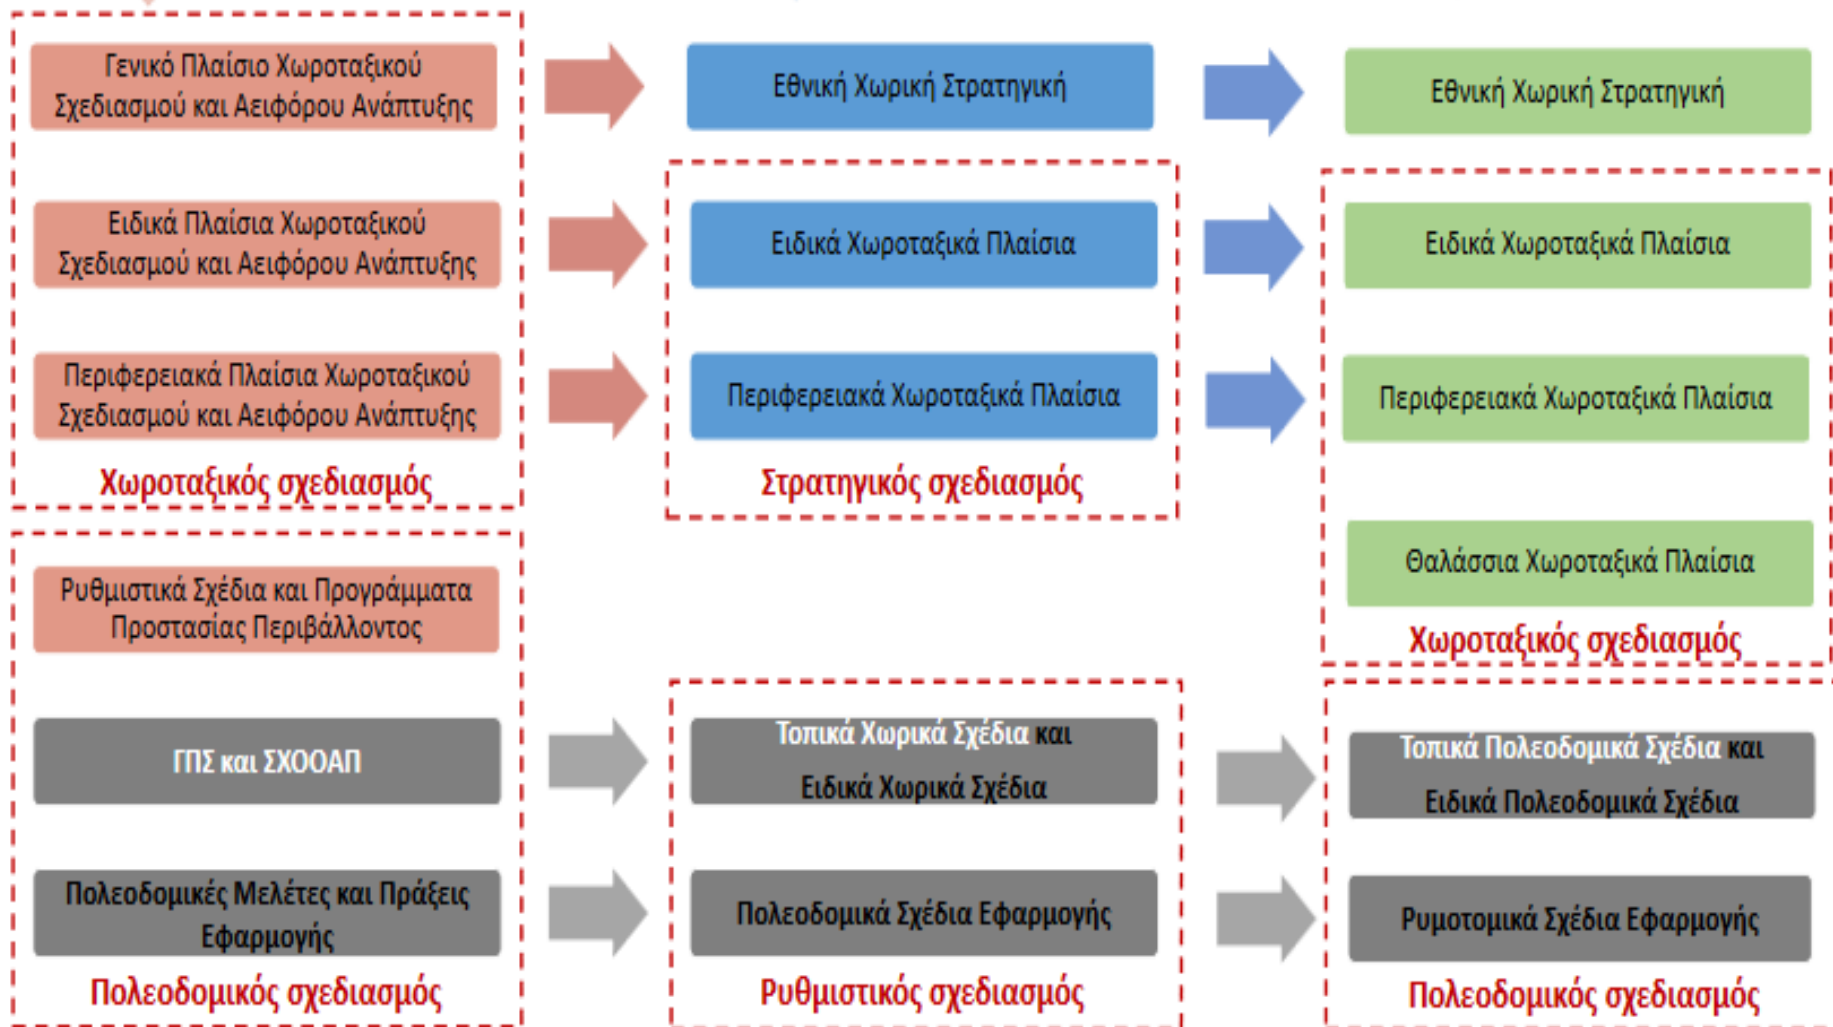 Γενικό Πλαίσιο Χωροταξικού
Σχεδιασμού και Αειφόρου Ανάπτυξης
Εθνική Χωρική Στρατηγική
Εθνική Χωρική Στρατηγική
Ειδικά Πλαίσια Χωροταξικού
Σχεδιασμού και Αειφόρου Ανάπτυξης
Ειδικά Χωροταξικά Πλαίσια
Ειδικά Χωροταξικά Πλαίσια
Περιφερειακά Πλαίσια Χωροταξικού
Σχεδιασμού και Αειφόρου Ανάπτυξης
Περιφερειακά Χωροταξικά Πλαίσια
Περιφερειακά Χωροταξικά Πλαίσια
Χωροταξικός σχεδιασμός
Στρατηγικός σχεδιασμός
Θαλάσσια Χωροταξικά Πλαίσια
Χωροταξικός σχεδιασμός
Ρυθμιστικά Σχέδια και Προγράμματα
Προστασίας Περιβάλλοντος
ΓΠΣ και ΣΧΟΟΑΠ
Τοπικά Χωρικά Σχέδια και
Ειδικά Χωρικά Σχέδια
Τοπικά Πολεοδομικά Σχέδια και
Ειδικά Πολεοδομικά Σχέδια
Πολεοδομικές Μελέτες και Πράξεις
Εφαρμογής
Πολεοδομικά Σχέδια Εφαρμογής
Ρυμοτομικά Σχέδια Εφαρμογής
Πολεοδομικός σχεδιασμός
Ρυθμιστικός σχεδιασμός
Πολεοδομικός σχεδιασμός